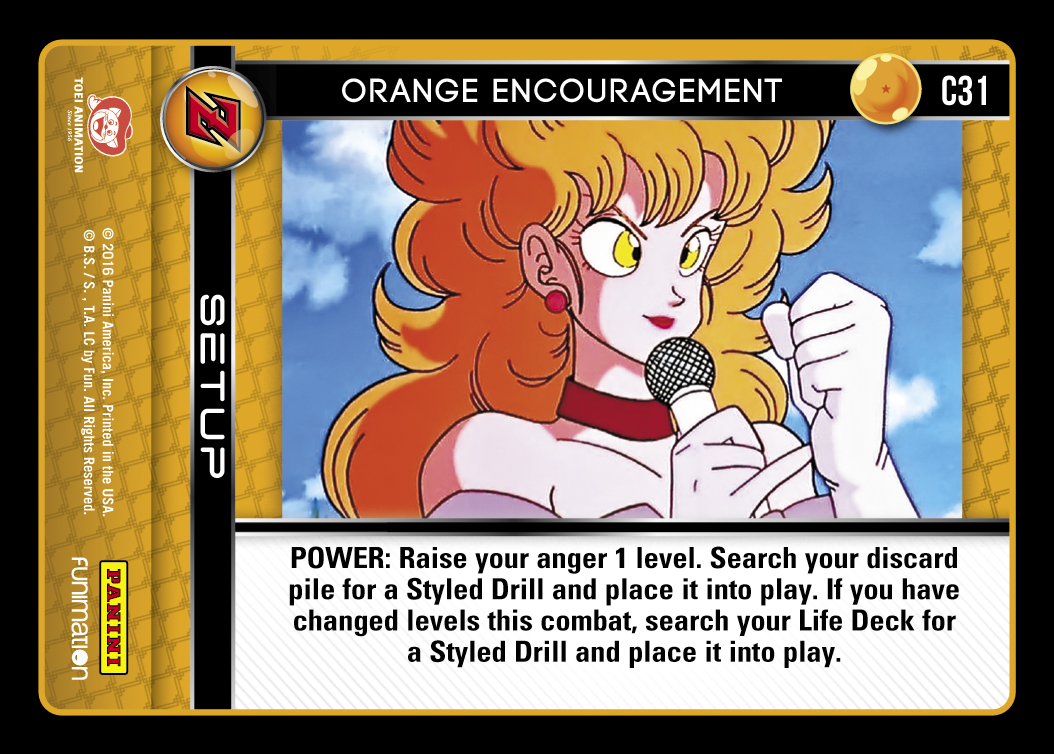 ORANGE ENCOURAGEMENT
C31
SETUP
POWER: Raise your anger 1 level. Search your discard
pile for a Styled Drill and place it into play. If you have
changed levels this combat, search your Life Deck for
a Styled Drill and place it into play.
TOEI ANIMATION
Since 1956
© 2016 Panini America, Inc. Printed in the USA.
© B.S. / S. , T.A. LC by Fun. All Rights Reserved.
PANINI
FUNIMATION